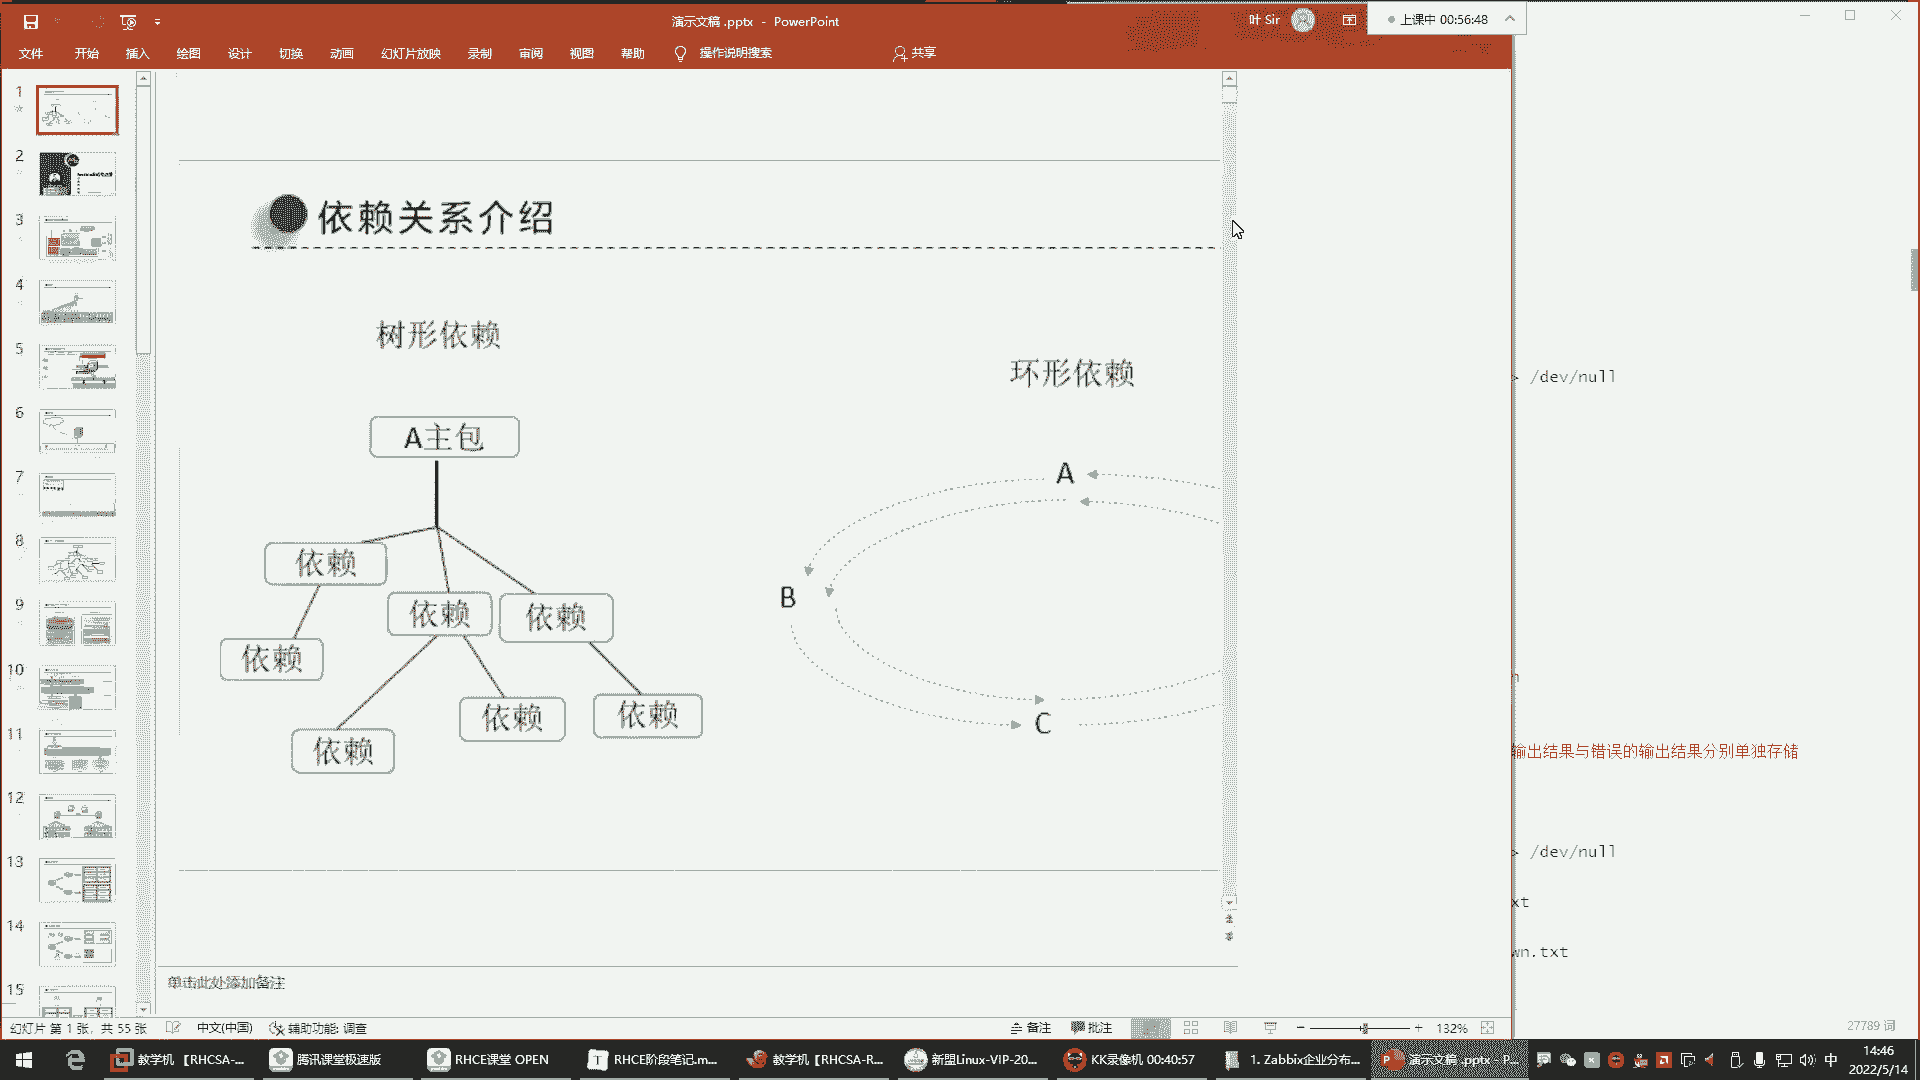 演示文稿 .pptx - PowerPoint
叶 Sir
上课中 00:56:48
文件 开始 插入 绘图 设计 切换 动画 幻灯片放映 录制 审阅 视图 帮助 操作说明搜索 共享
1
2
3
4
5
6
7
8
9
10
11
12
13
14
15
依赖关系介绍
树形依赖
环形依赖
A主包
A
依赖
依赖
依赖
B
依赖
依赖
依赖
C
依赖
> /dev/null
输出结果与错误的输出结果分别单独存储
> /dev/null
xt
wn.txt
单击此处添加备注
幻灯片 第 1 张，共 55 张 中文(中国) 辅助功能: 调查
备注 批注 132%
27789 词
教学机 【RHCSA-...
腾讯课堂极速版
RHCE课堂 OPEN
RHCE阶段笔记.m...
教学机【RHCSA-R...
新盟Linux-VIP-20...
KK录像机 00:40:57
1. Zabbix企业分布...
演示文稿 .pptx - P...
中
14:46
2022/5/14